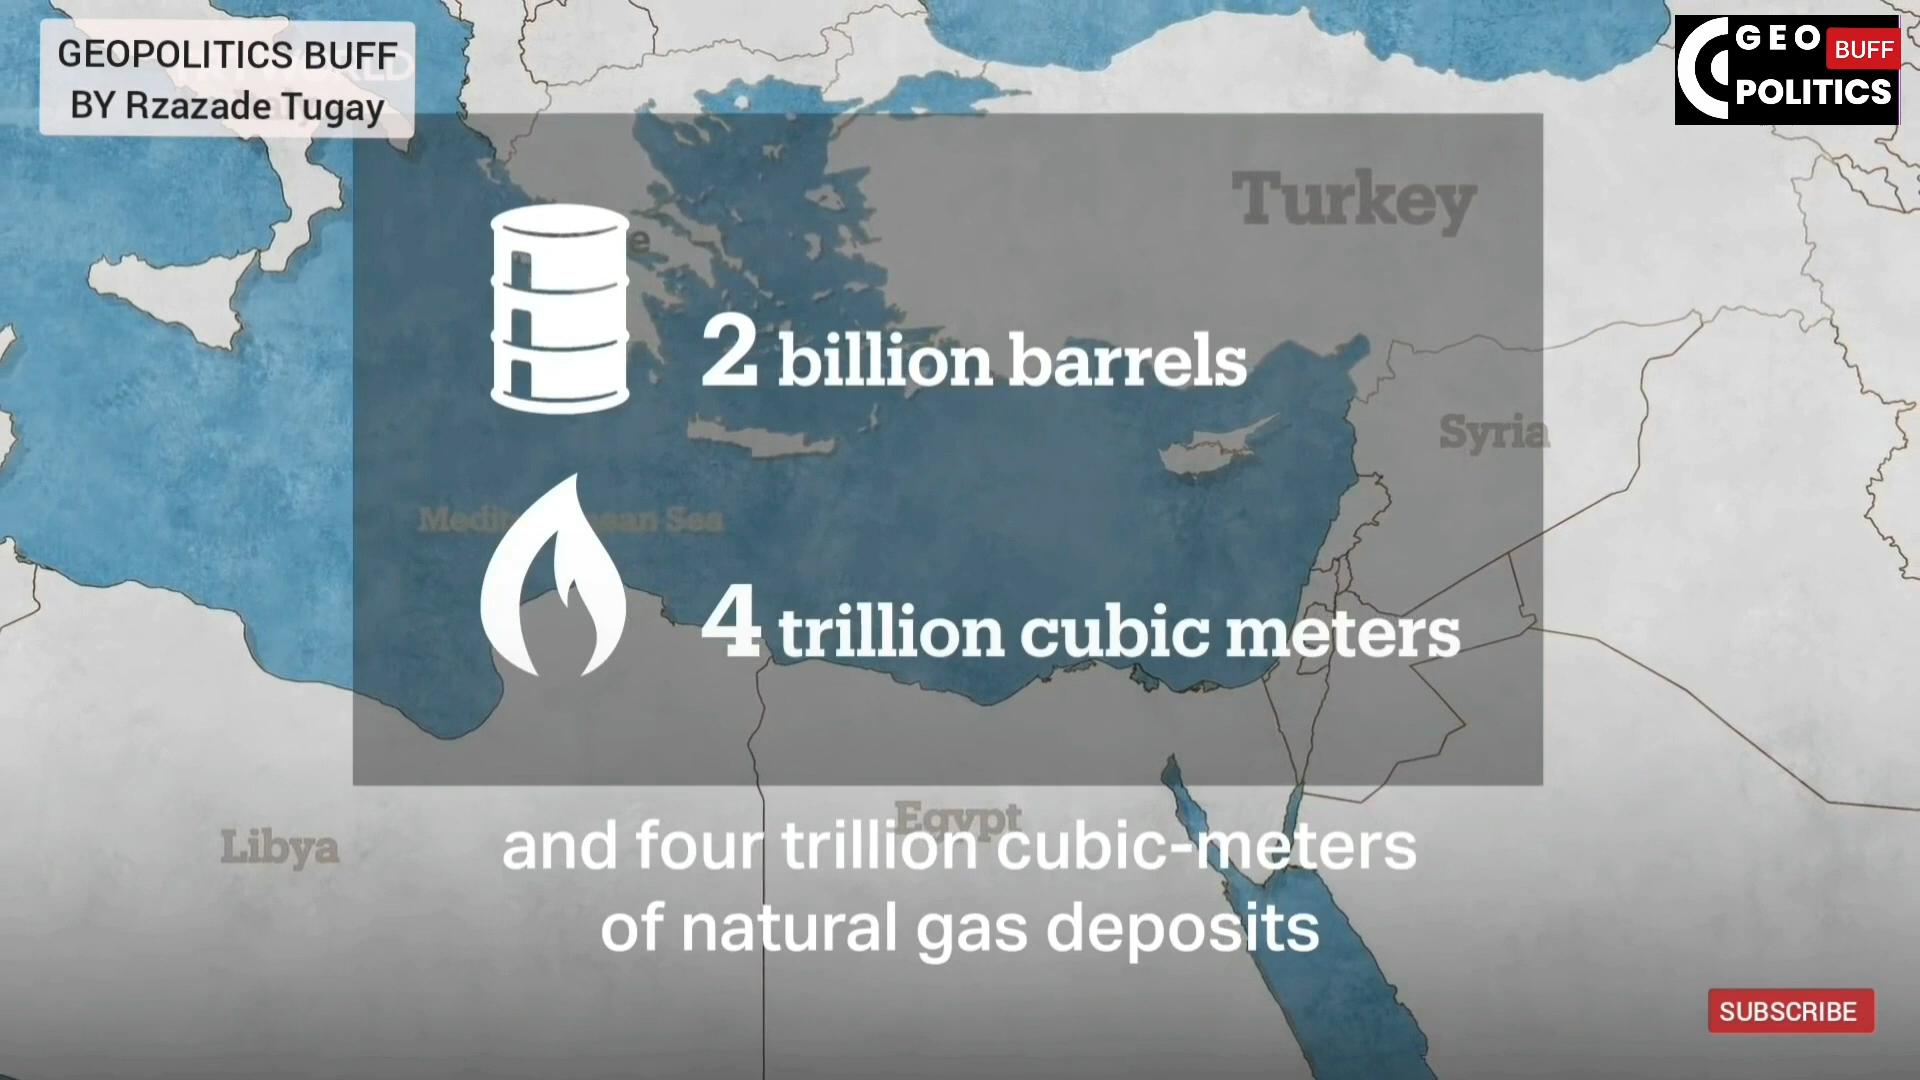 GEOPOLITICS BUFF
BY Rzazade Tugay
GEO
BUFF
POLITICS
Turkey
2 billion barrels
Syria
4 trillion cubic meters
Egypt
Libya
and four trillion cubic-meters
of natural gas deposits
SUBSCRIBE